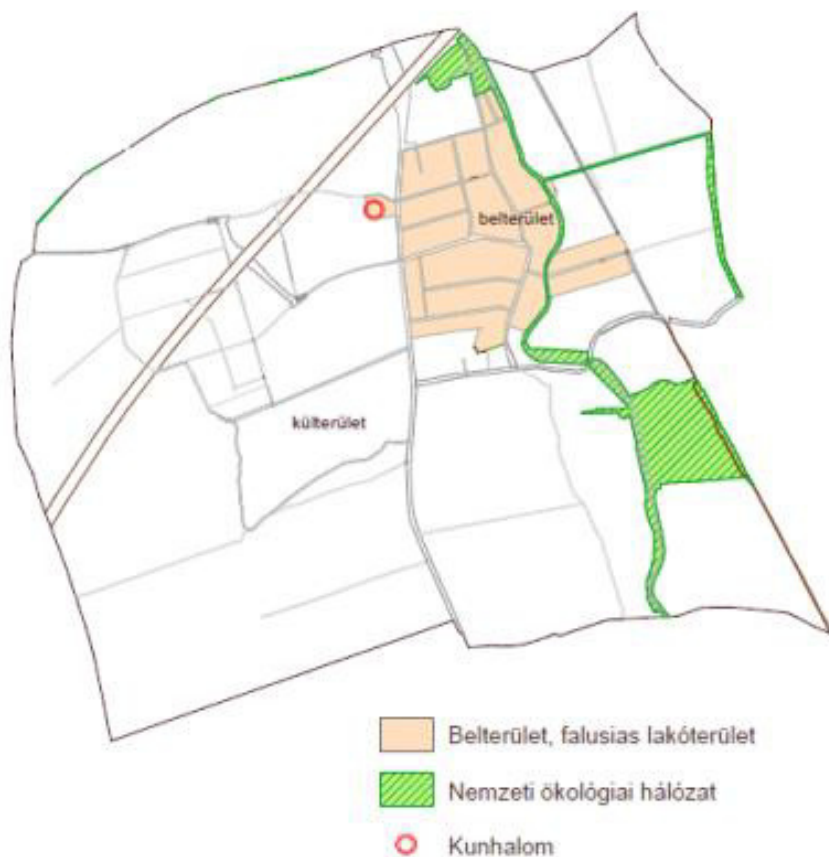 belterület
külterület
Belterület, falusias lakóterület
Nemzeti ökológiai hálózat
Kunhalom